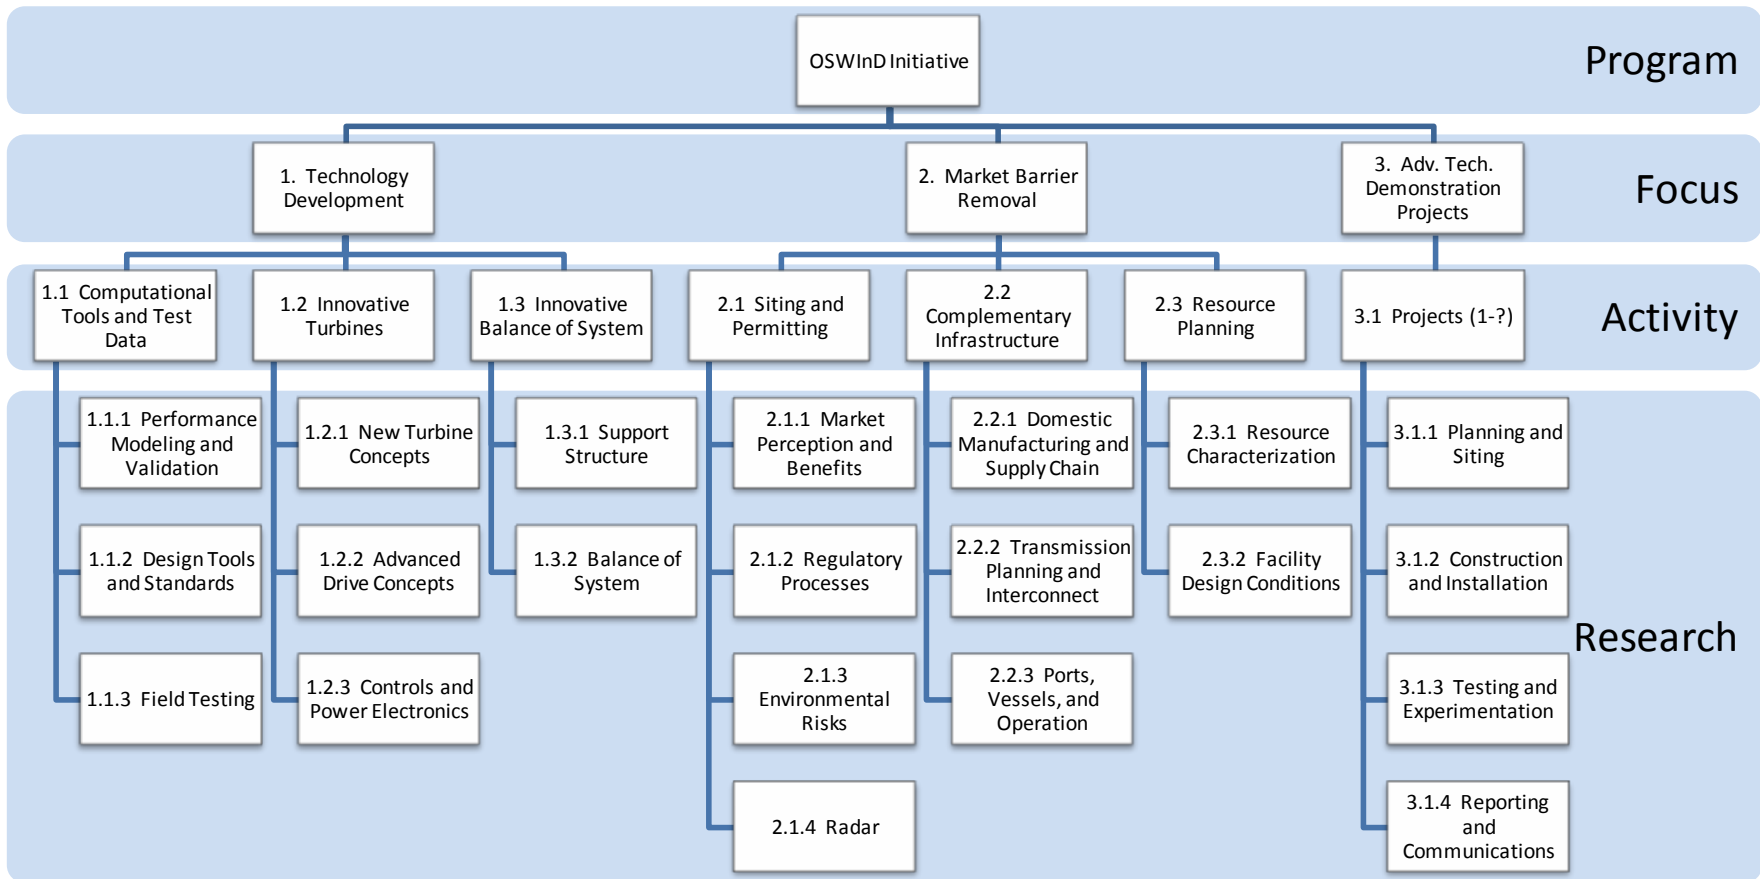 OSWInD Initiative
Program
1. Technology
Development
2. Market Barrier
Removal
3. Adv. Tech.
Demonstration
Projects
Focus
1.1 Computational
Tools and Test
Data
1.2 Innovative
Turbines
1.3 Innovative
Balance of System
2.1 Siting and
Permitting
2.2
Complementary
Infrastructure
2.3 Resource
Planning
3.1 Projects (1-?)
Activity
1.1.1 Performance
Modeling and
Validation
1.2.1 New Turbine
Concepts
1.3.1 Support
Structure
2.1.1 Market
Perception and
Benefits
2.2.1 Domestic
Manufacturing and
Supply Chain
2.3.1 Resource
Characterization
3.1.1 Planning and
Siting
1.1.2 Design Tools
and Standards
1.2.2 Advanced
Drive Concepts
1.3.2 Balance of
System
2.1.2 Regulatory
Processes
2.2.2 Transmission
Planning and
Interconnect
2.3.2 Facility
Design Conditions
3.1.2 Construction
and Installation
Research
1.1.3 Field Testing
1.2.3 Controls and
Power Electronics
2.1.3
Environmental
Risks
2.2.3 Ports,
Vessels, and
Operation
3.1.3 Testing and
Experimentation
2.1.4 Radar
3.1.4 Reporting
and
Communications